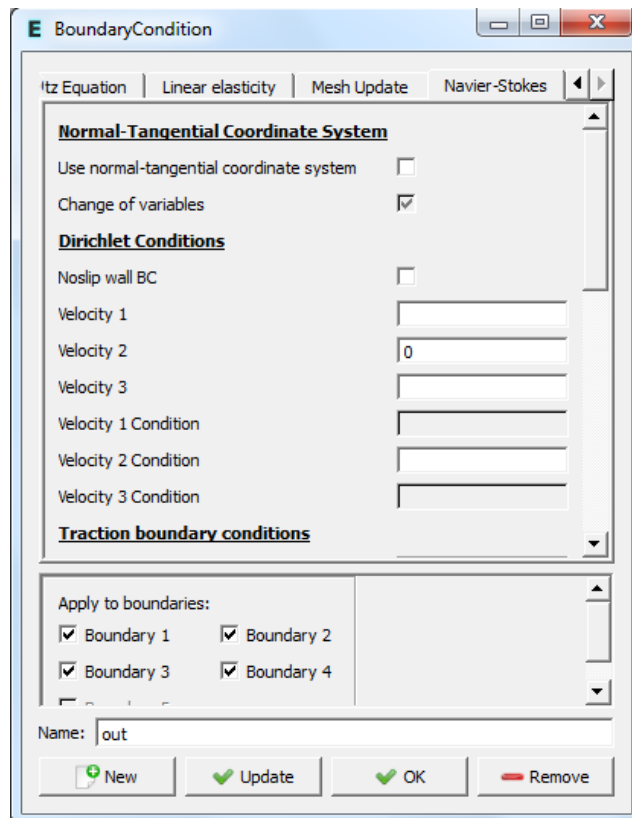 E BoundaryCondition
Equation Linear elasticity Mesh Update Navier-Stokes
Normal-Tangential Coordinate System
Use normal-tangential coordinate system
Change of variables
Dirichlet Conditions
Noslip wall BC
Velocity 1
Velocity 2 0
Velocity 3
Velocity 1 Condition
Velocity 2 Condition
Velocity 3 Condition
Traction boundary conditions
Apply to boundaries:
Boundary 1 Boundary 2
Boundary 3 Boundary 4
Name: out
New Update OK Remove